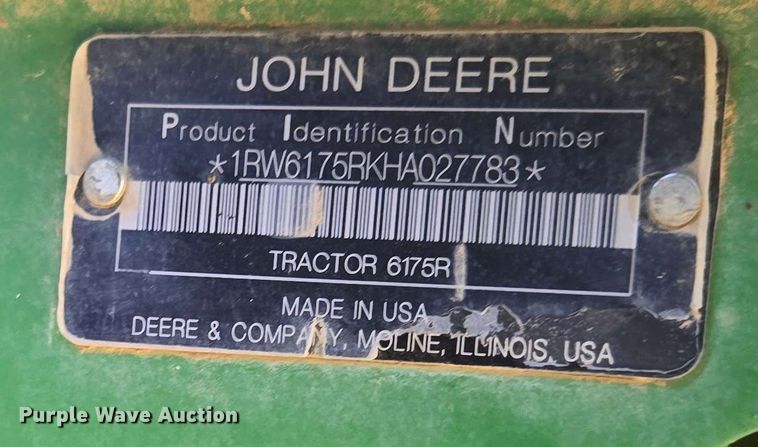 JOHN DEERE
Product Identification Number
*1RW6175RKHA027783*
TRACTOR 6175R
MADE IN USA
DEERE & COMPANY, MOLINE, ILLINOIS, USA
Purple Wave Auction